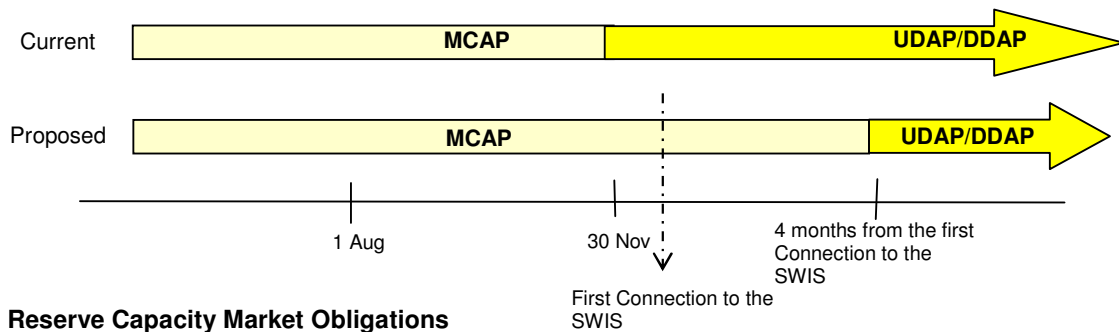 Current
MCAP
UDAP/DDAP
Proposed
MCAP
UDAP/DDAP
1 Aug
30 Nov
4 months from the first
Connection to the
SWIS
First Connection to the
SWIS
Reserve Capacity Market Obligations